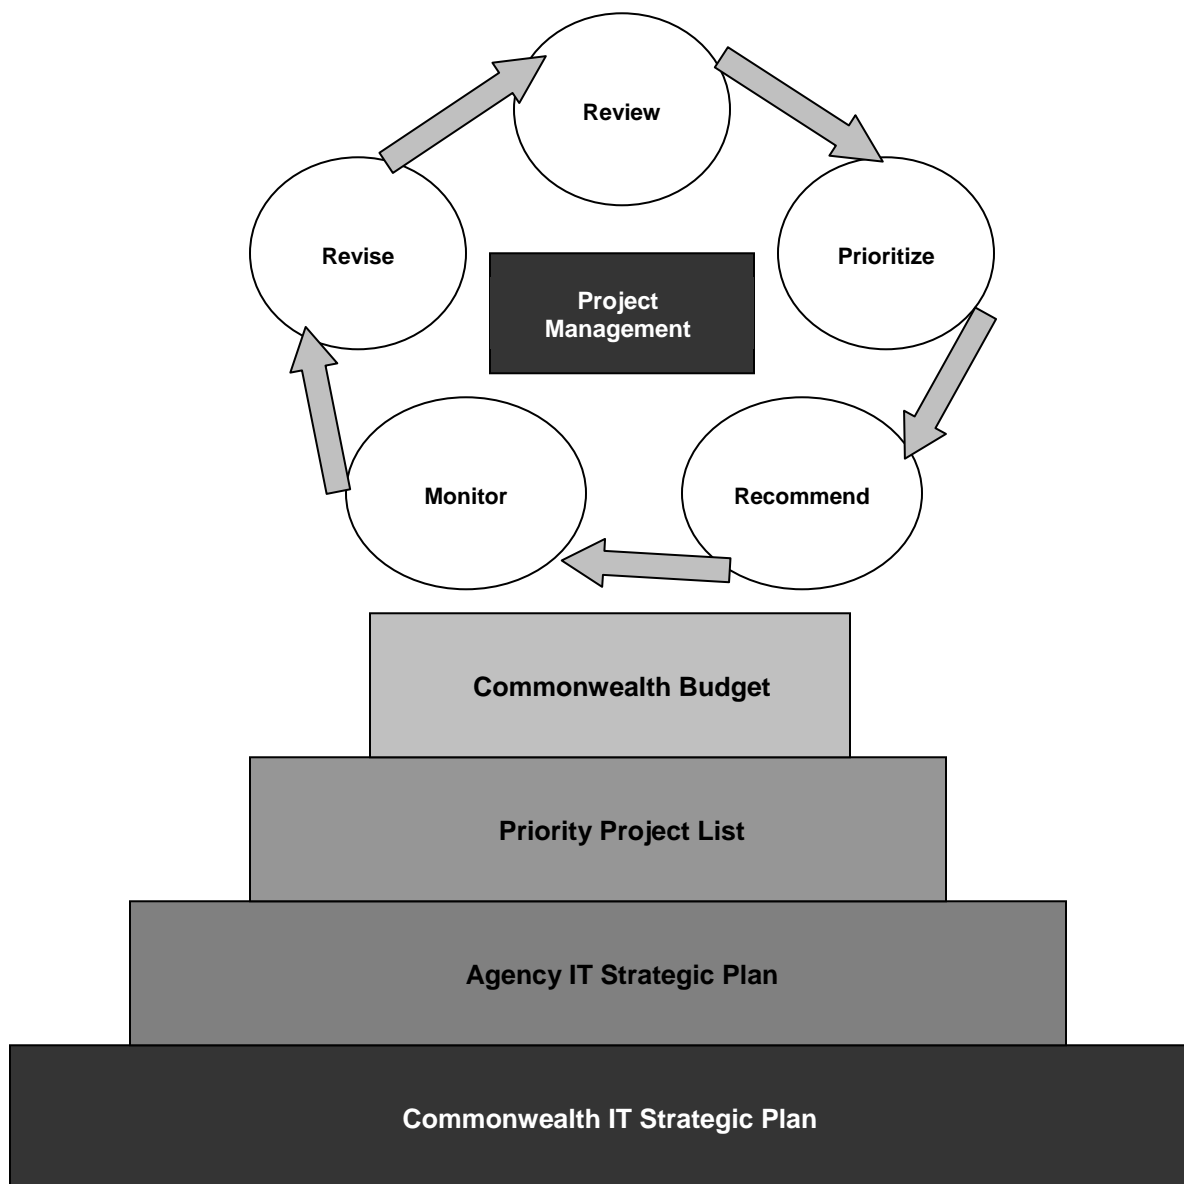 Review
Revise
Prioritize
Project
Management
Monitor
Recommend
Commonwealth Budget
Priority Project List
Agency IT Strategic Plan
Commonwealth IT Strategic Plan